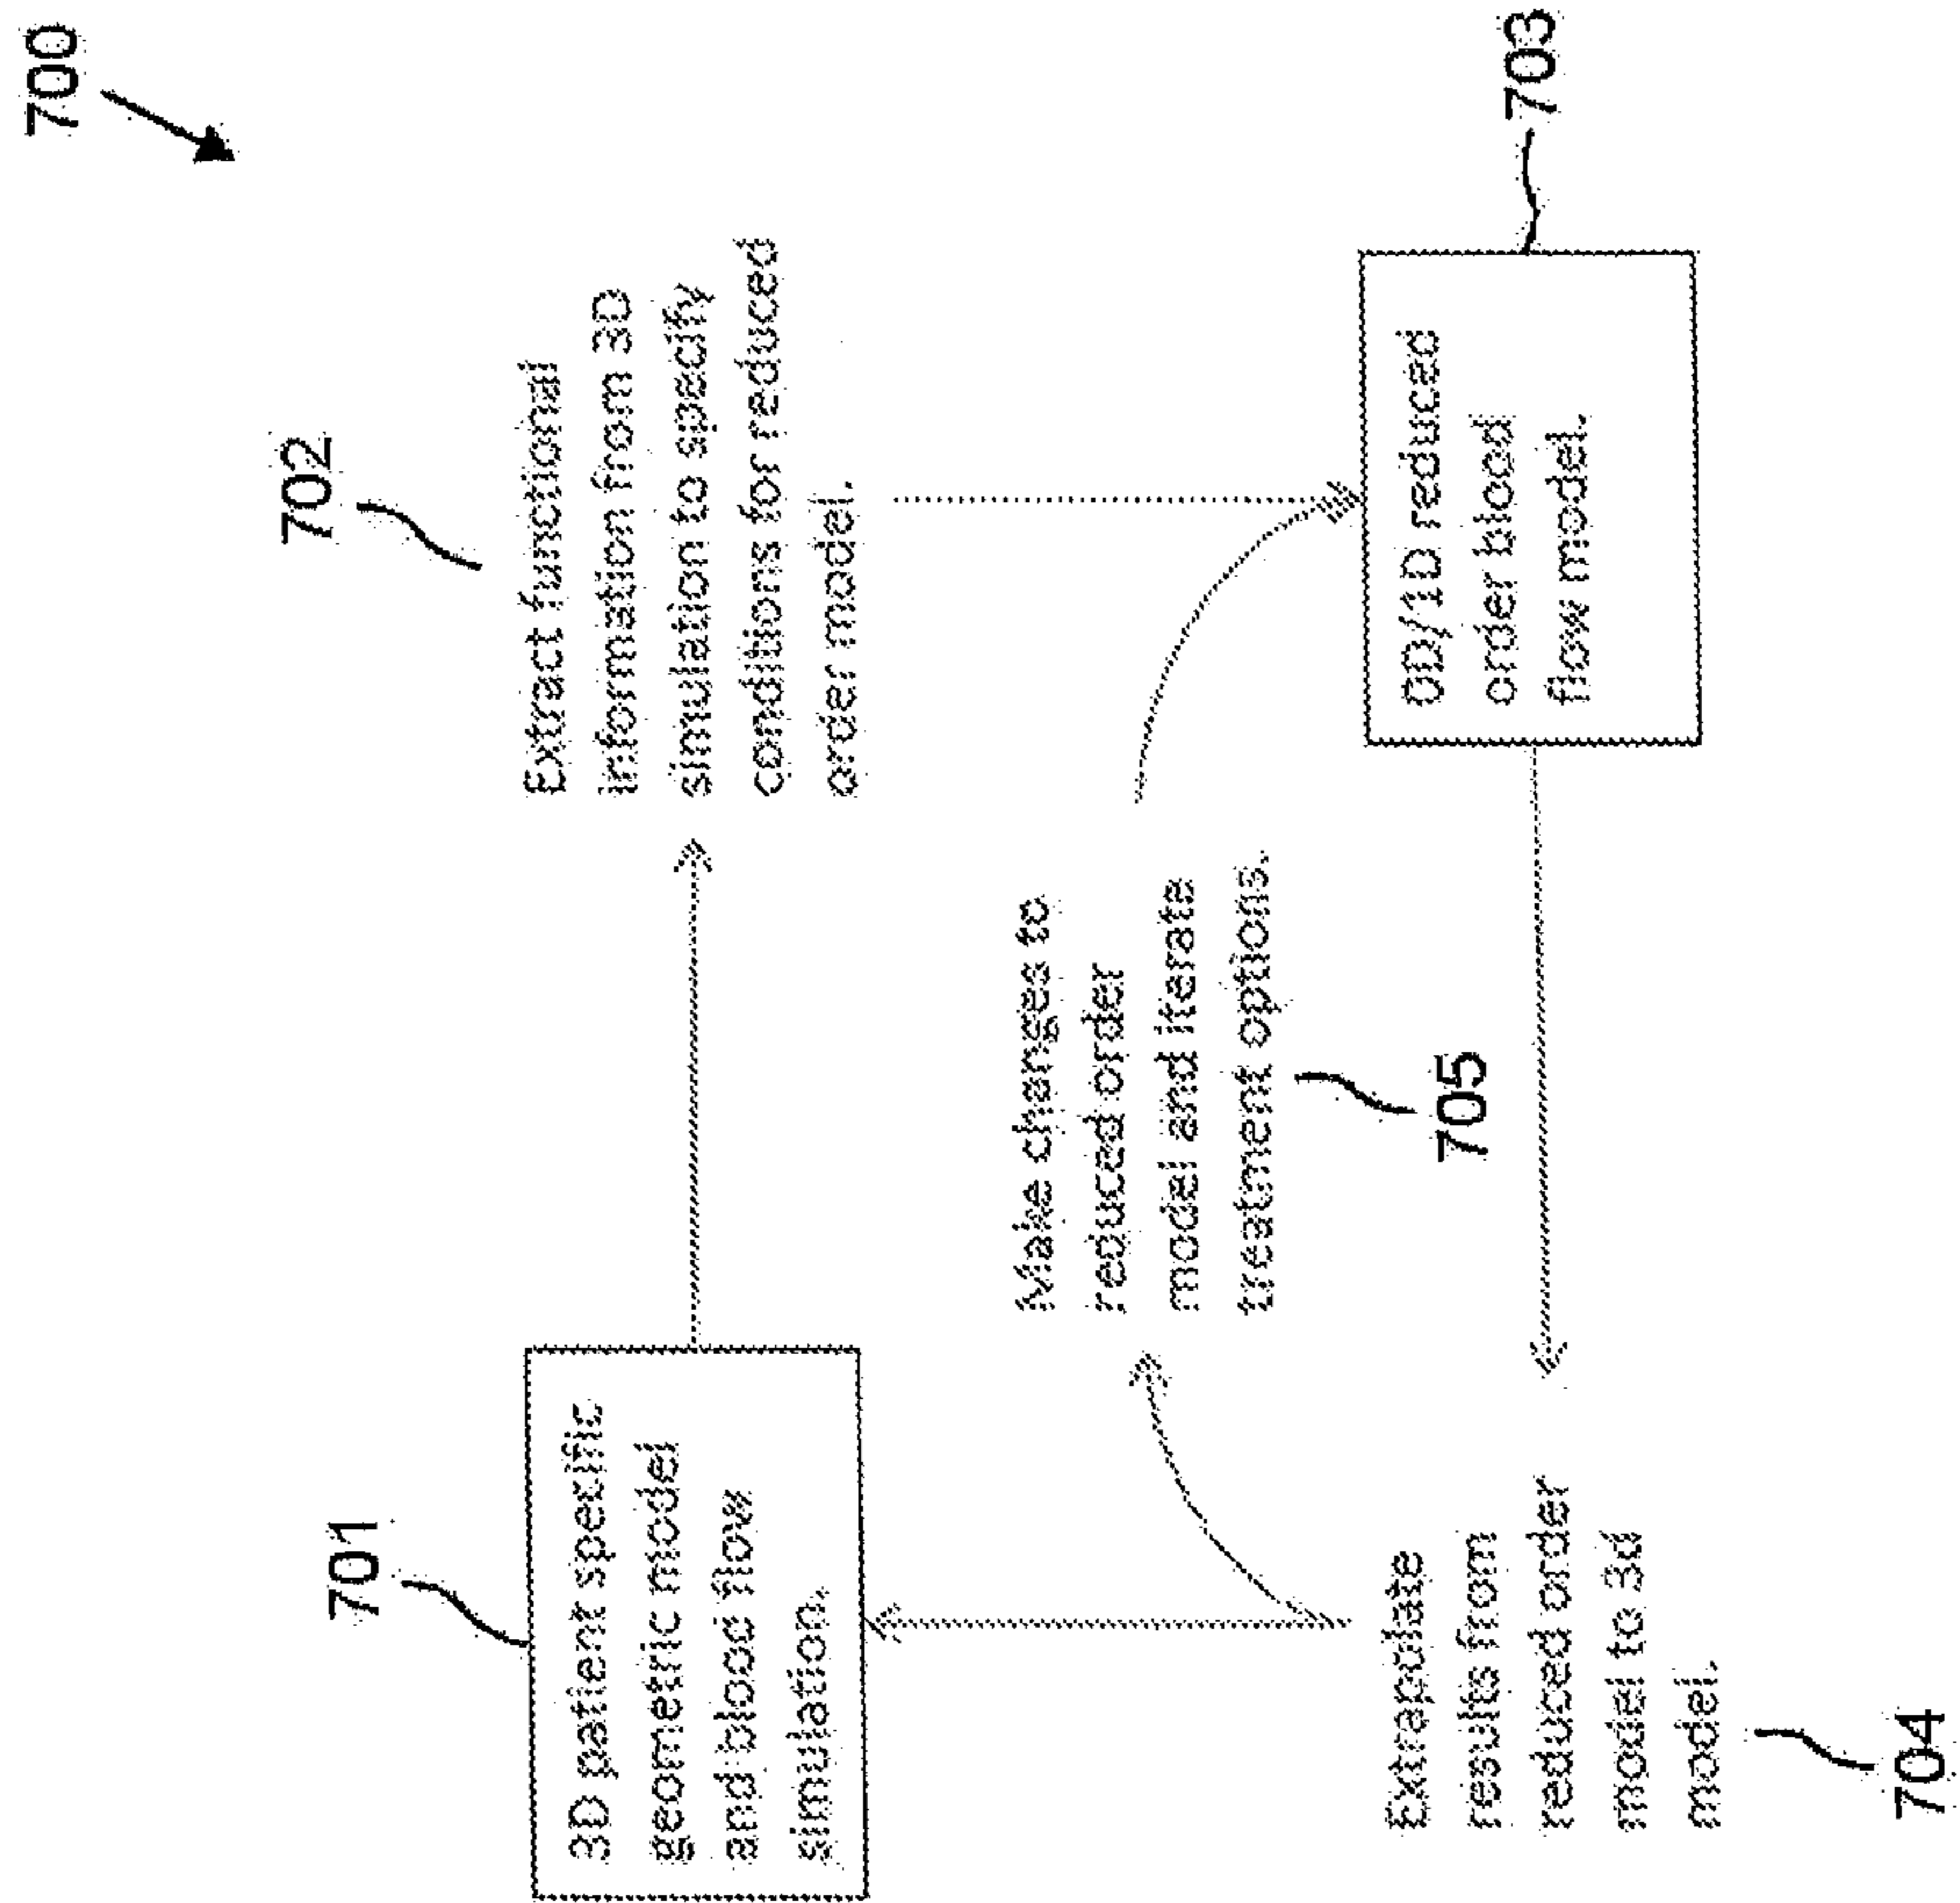 700
701
3D patient specific
geometric model
and blood flow
simulation.
702
Extract functional
information from 3D
simulation to specify
conditions for reduced
order model.
Make changes to
reduced order
model and iterate
treatment options.
705
Extrapolate
results from
reduced order
model to 3d
model.
704
0D/1D reduced
order blood
flow model.
703